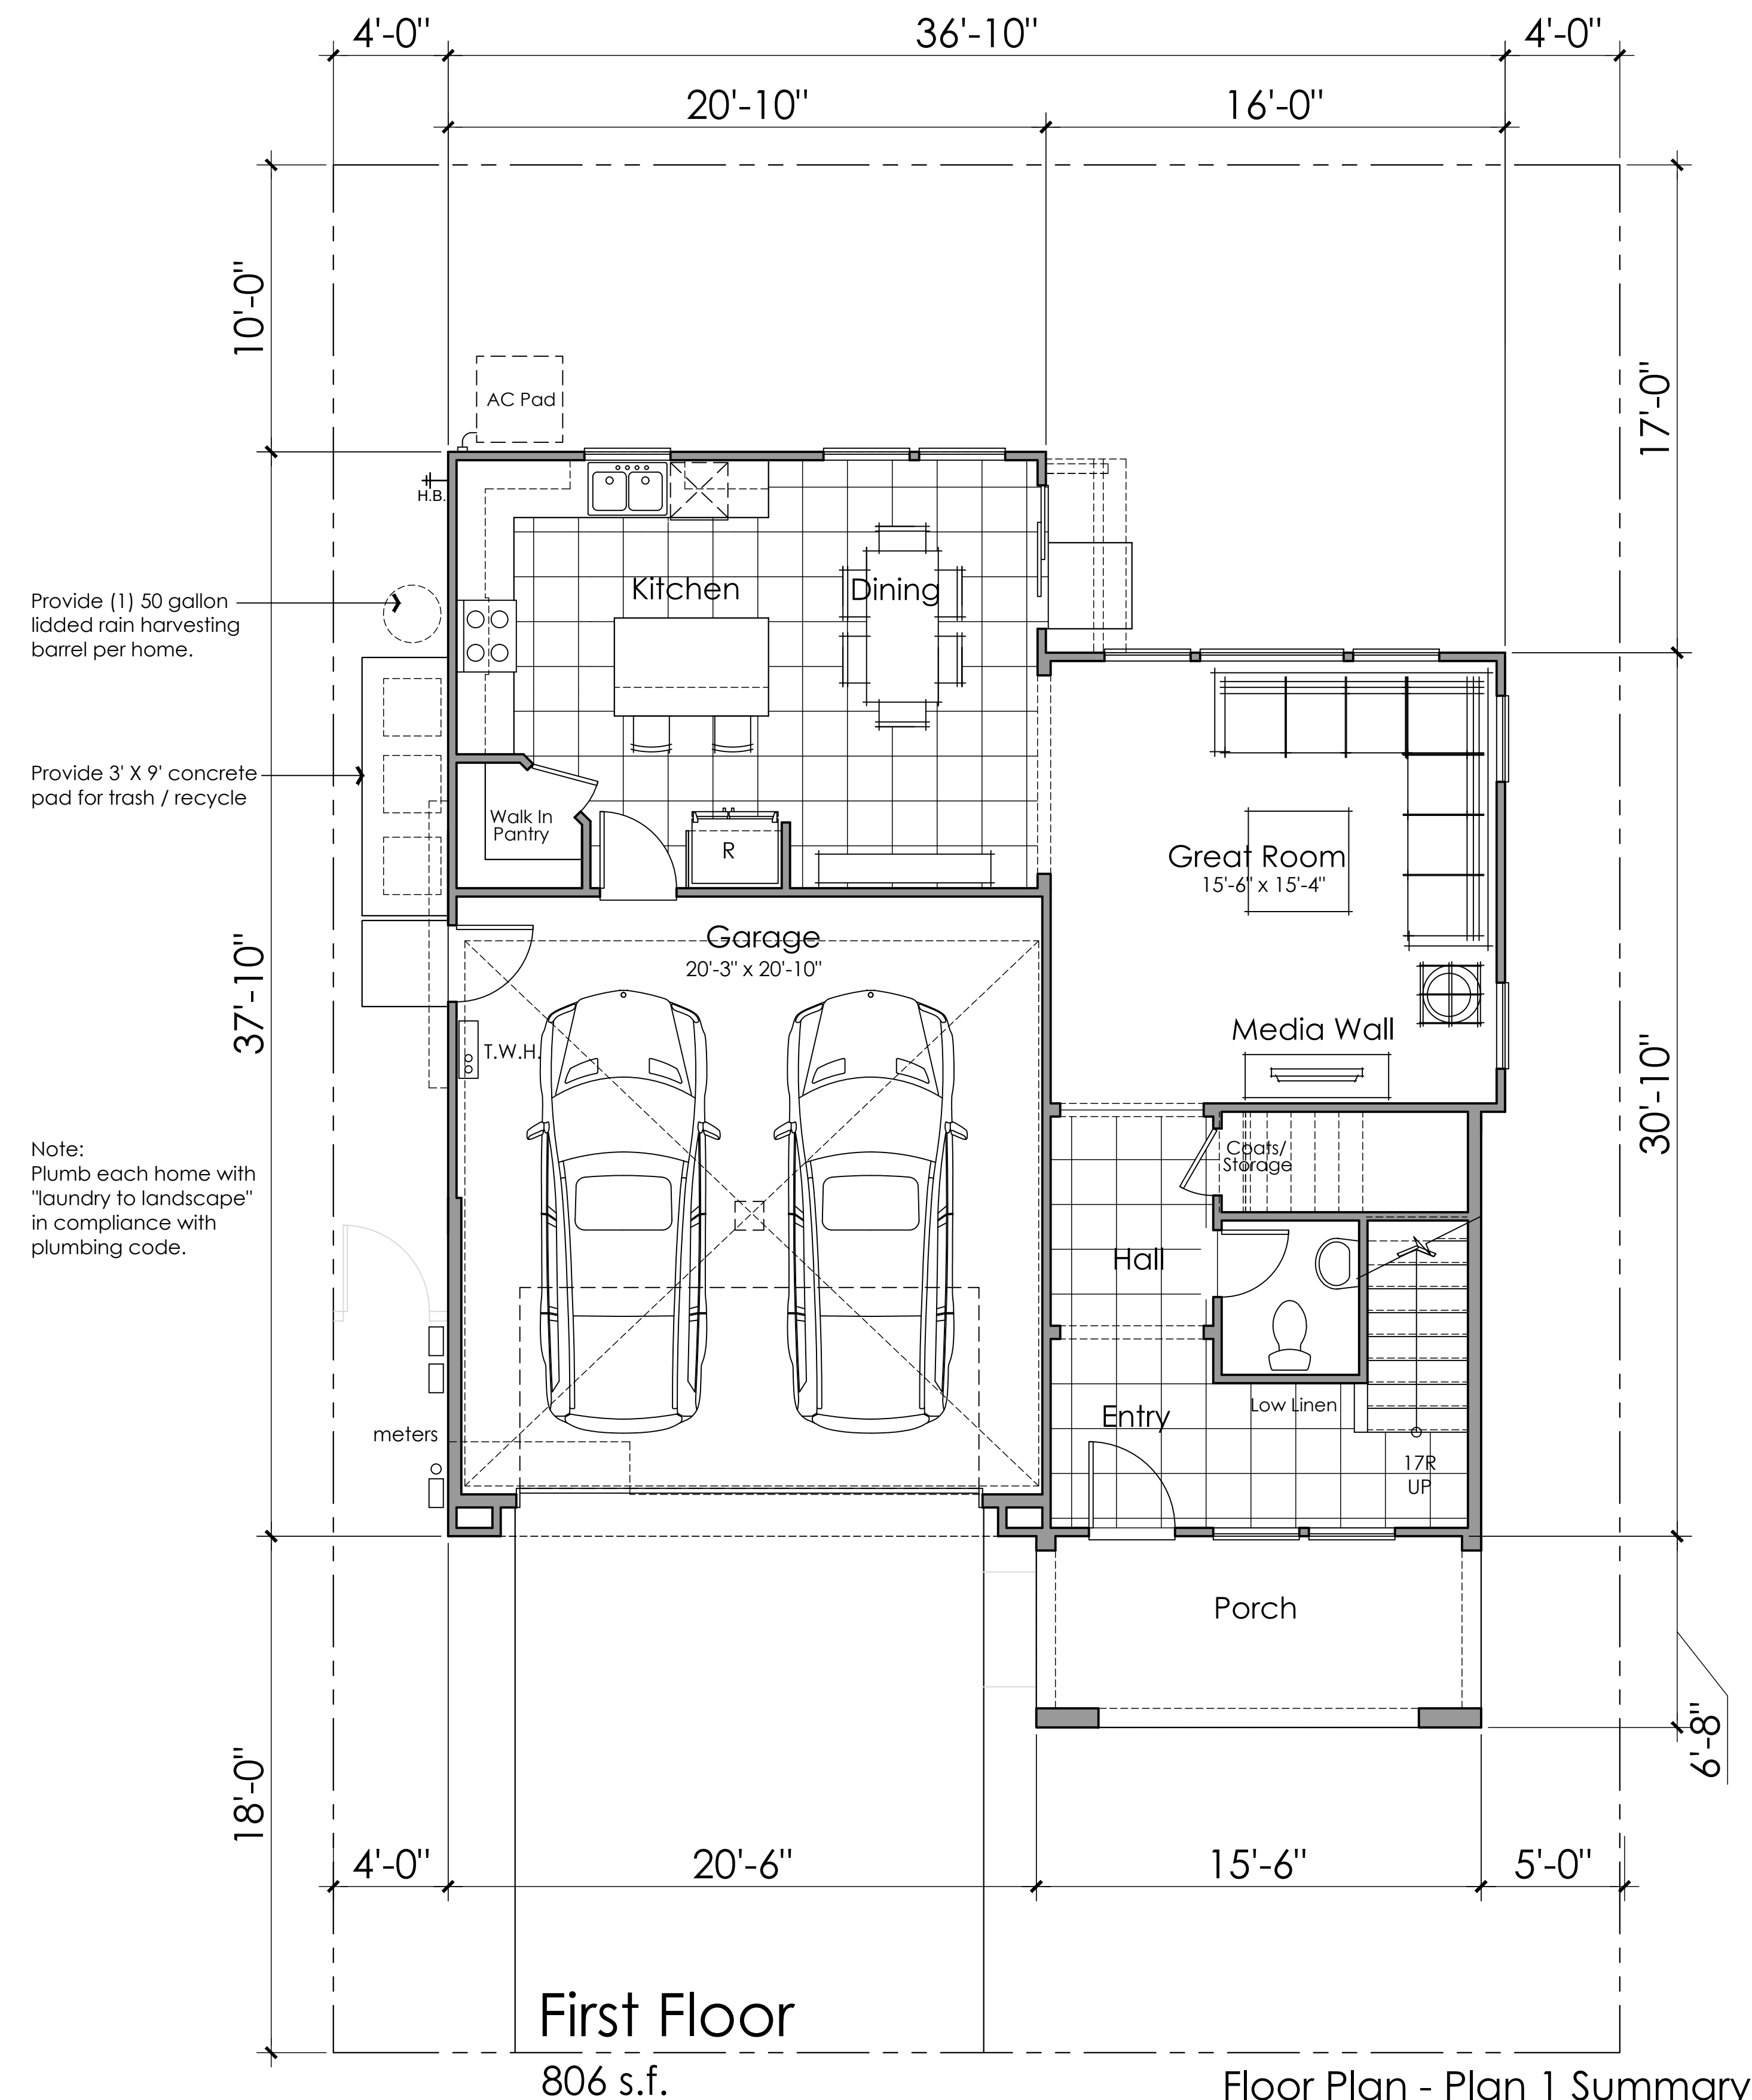 4'-0"
36'-10"
4'-0"
20'-10"
16'-0"
10'-0"
17'-0"
AC Pad
H.B.
Kitchen
Dining
Provide (1) 50 gallon
lidded rain harvesting
barrel per home.
Provide 3' X 9' concrete
pad for trash / recycle
Walk In
Pantry
R
Great Room
15'-6" x 15'-4"
Garage
20'-3" x 20'-10"
37'-10"
T.W.H.
Media Wall
30'-10"
Note:
Plumb each home with
"laundry to landscape"
in compliance with
plumbing code.
Coats/
Storage
Hall
Low Linen
Entry
meters
17R
UP
Porch
6'-8"
18'-0"
4'-0"
20'-6"
15'-6"
5'-0"
First Floor
806 s.f.
Floor Plan - Plan 1 Summary